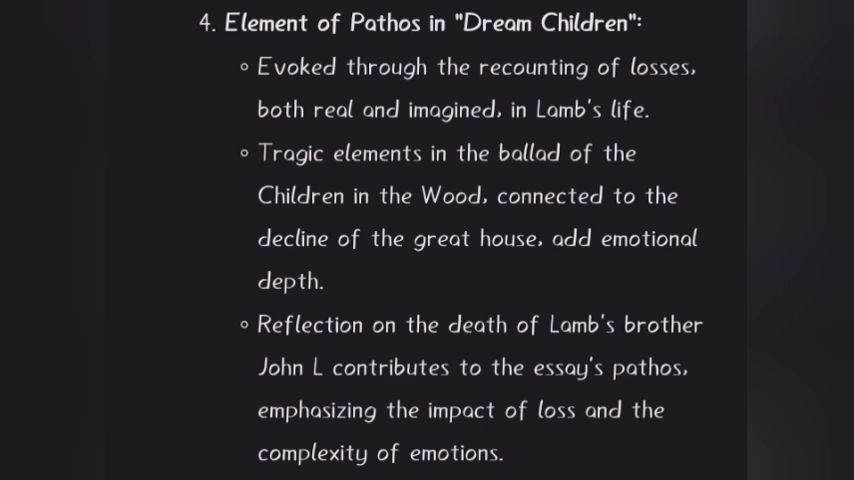 4. Element of Pathos in "Dream Children":
◦ Evoked through the recounting of losses,
both real and imagined, in Lamb's life.
◦ Tragic elements in the ballad of the
Children in the Wood, connected to the
decline of the great house, add emotional
depth.
◦ Reflection on the death of Lamb's brother
John L contributes to the essay's pathos,
emphasizing the impact of loss and the
complexity of emotions.